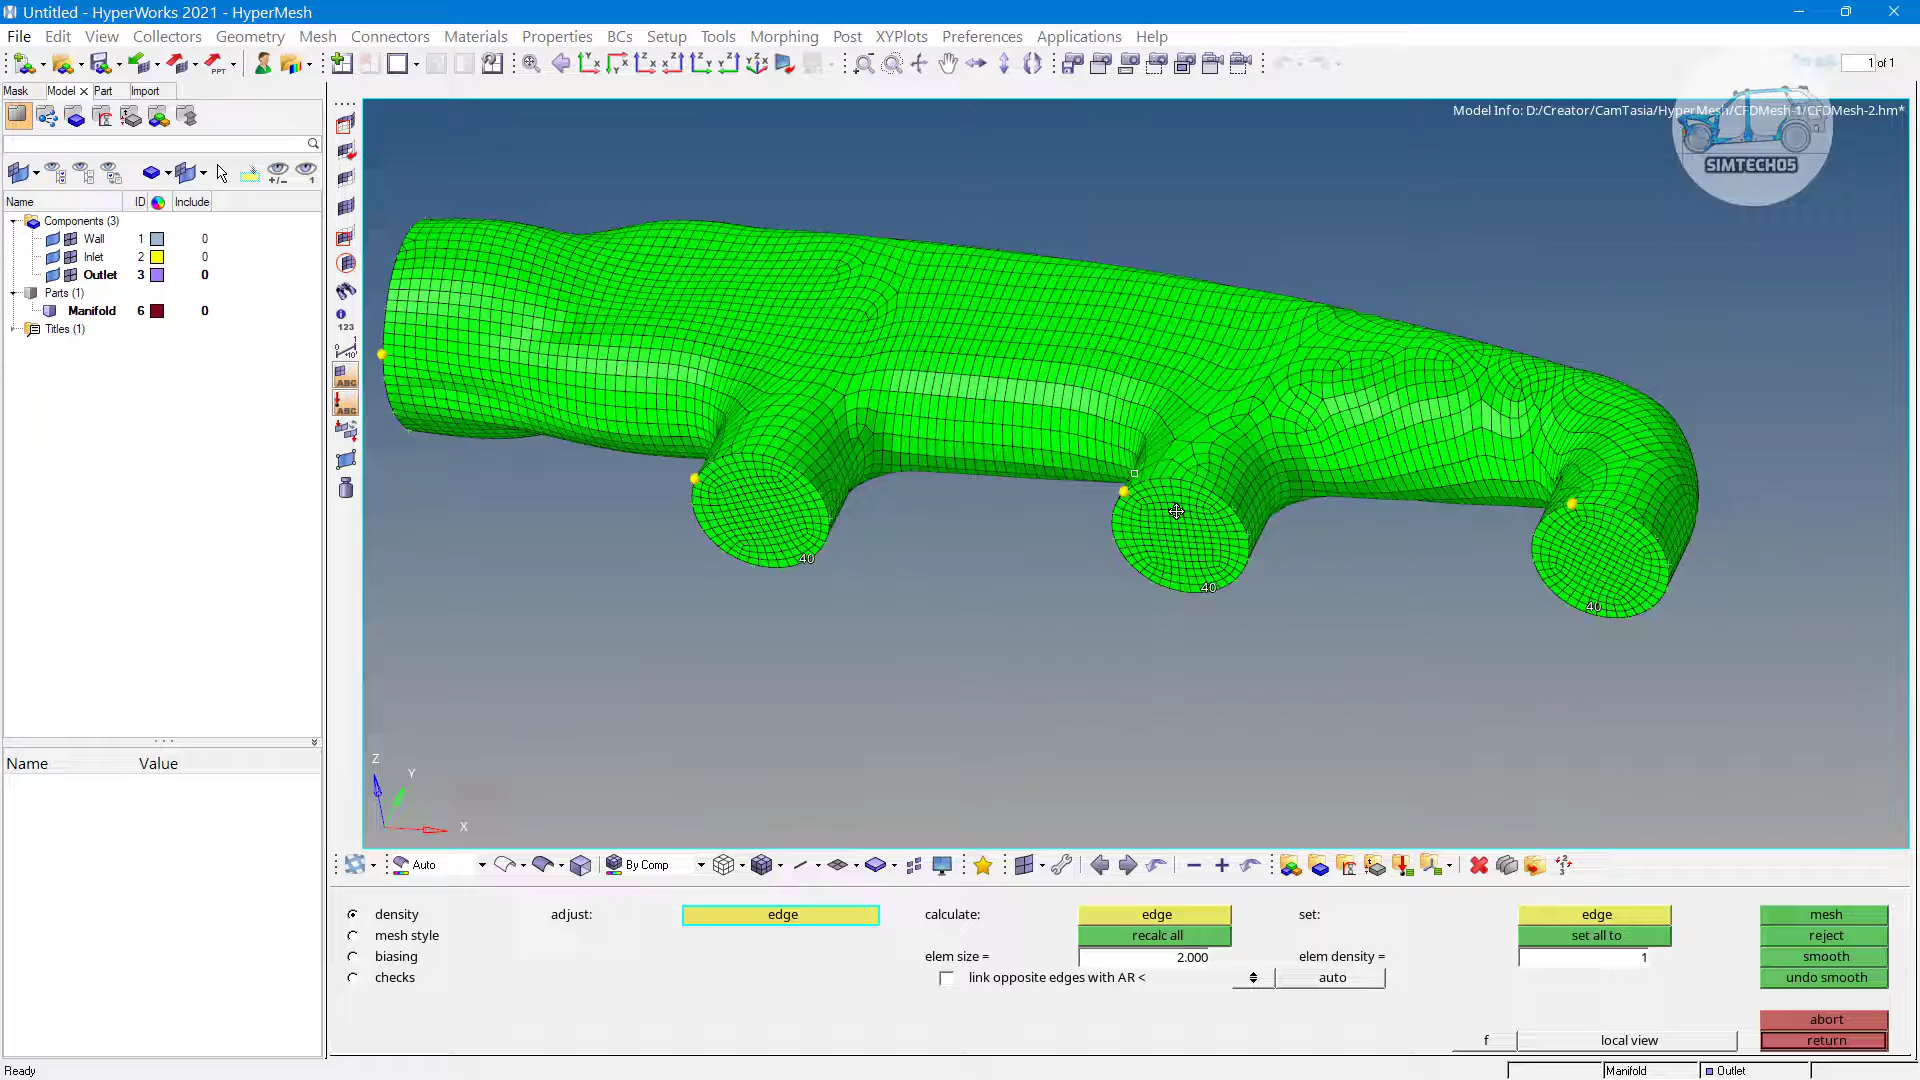 Untitled - HyperWorks 2021 - HyperMesh
File Edit View Collectors Geometry Mesh Connectors Materials Properties BCs Setup Tools Morphing Post XYPlots Preferences Applications Help
1 of 1
Mask Model Part Import
Model Info: D:/Creator/CamTasia/HyperMesh/CFDMesh-1/CFDMesh-2.hm*
SIMTECH05
Name ID Include
Components (3)
Wall 1 0
Inlet 2 0
Outlet 3 0
Parts (1)
Manifold 6 0
Titles (1)
123
ABC
ABC
40
40
40
Name Value
Z
Y
X
Auto By Comp
density adjust: edge calculate: edge set: edge mesh
mesh style recalc all set all to reject
biasing elem size = 2.000 elem density = 1 smooth
checks link opposite edges with AR < auto undo smooth
abort
f local view return
Ready Manifold Outlet